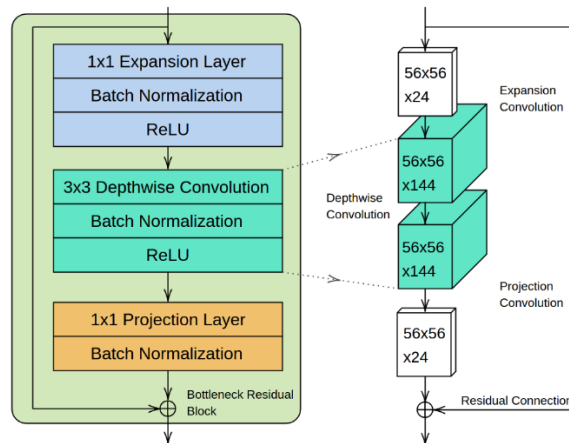 1x1 Expansion Layer
Batch Normalization
ReLU
3x3 Depthwise Convolution
Batch Normalization
ReLU
1x1 Projection Layer
Batch Normalization
Bottleneck Residual
Block
56x56
x24
Expansion
Convolution
56x56
x144
Depthwise
Convolution
56x56
x144
Projection
Convolution
56x56
x24
Residual Connection